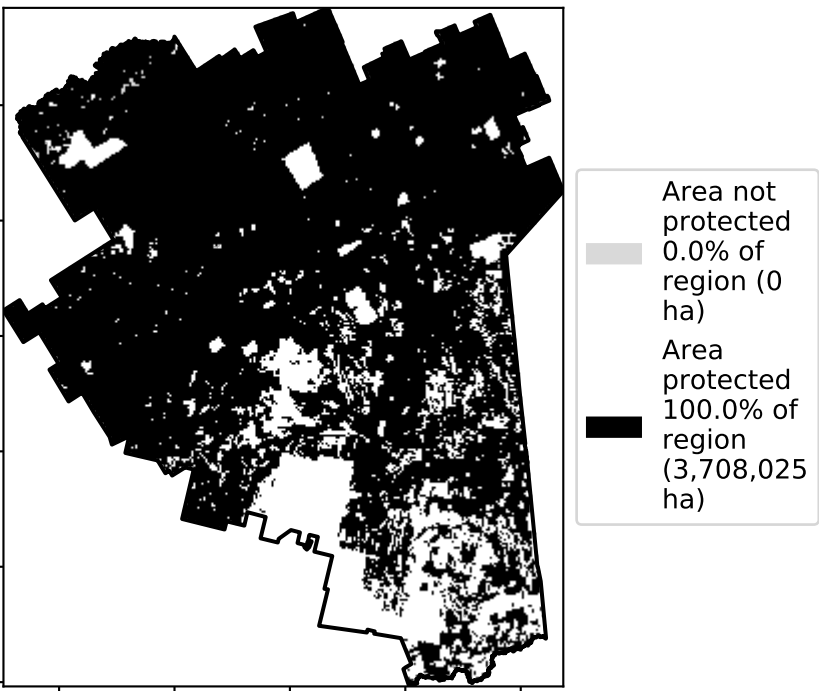 Area not
protected
0.0% of
region (0
ha)
Area
protected
100.0% of
region
(3,708,025
ha)